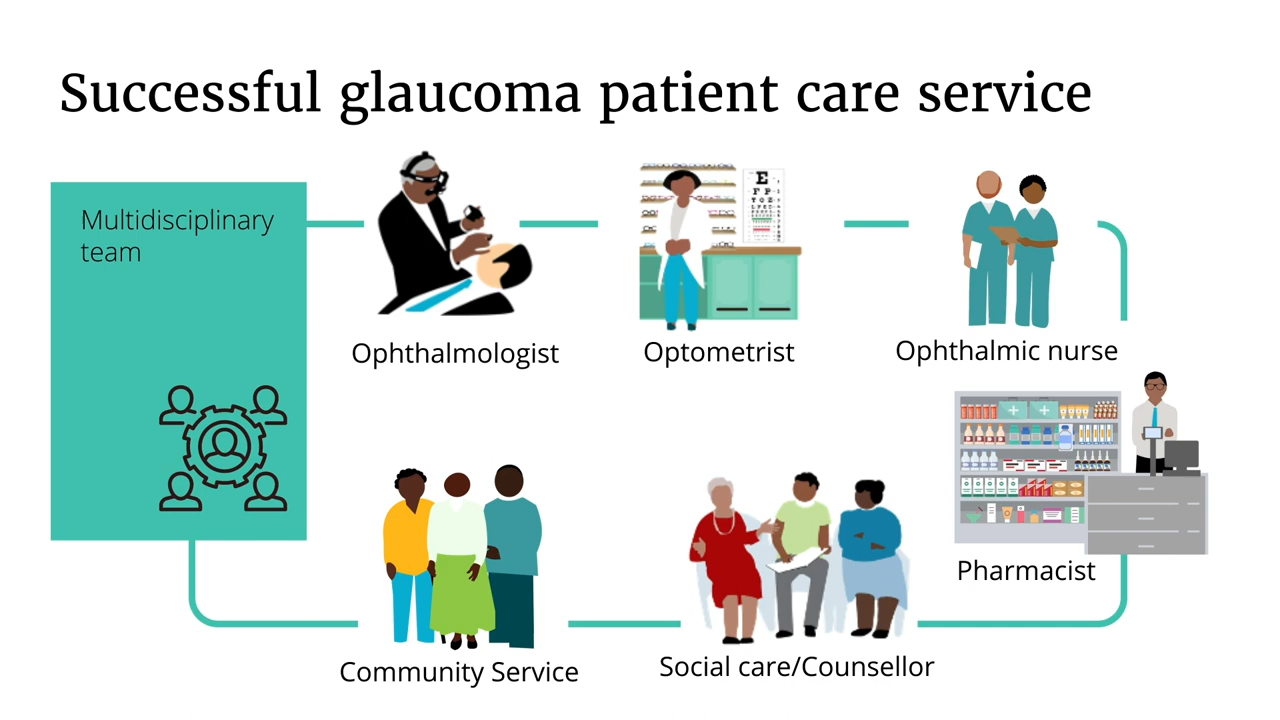 Successful glaucoma patient care service
Multidisciplinary
team
Ophthalmologist
Optometrist
Ophthalmic nurse
Pharmacist
Social care/Counsellor
Community Service
E
F P
T O Z